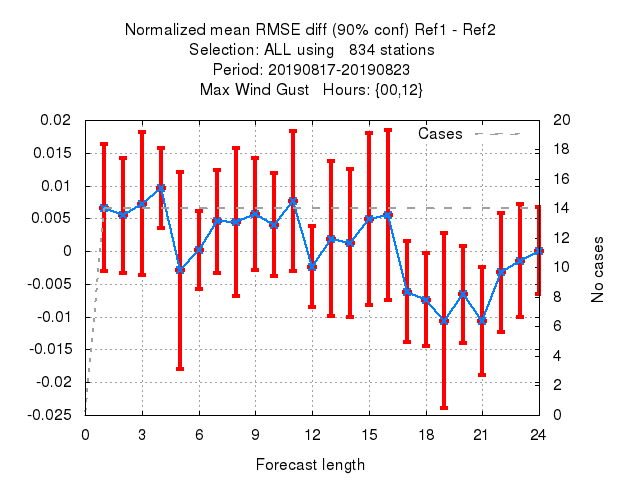 Normalized mean RMSE diff (90% conf) Ref1 - Ref2
Selection: ALL using 834 stations
Period: 20190817-20190823
Max Wind Gust Hours: {00,12}
Cases
0.02
0.015
0.01
0.005
0
-0.005
-0.01
-0.015
-0.02
-0.025
20
18
16
14
12
10
8
6
4
2
0
No cases
0 3 6 9 12 15 18 21 24
Forecast length